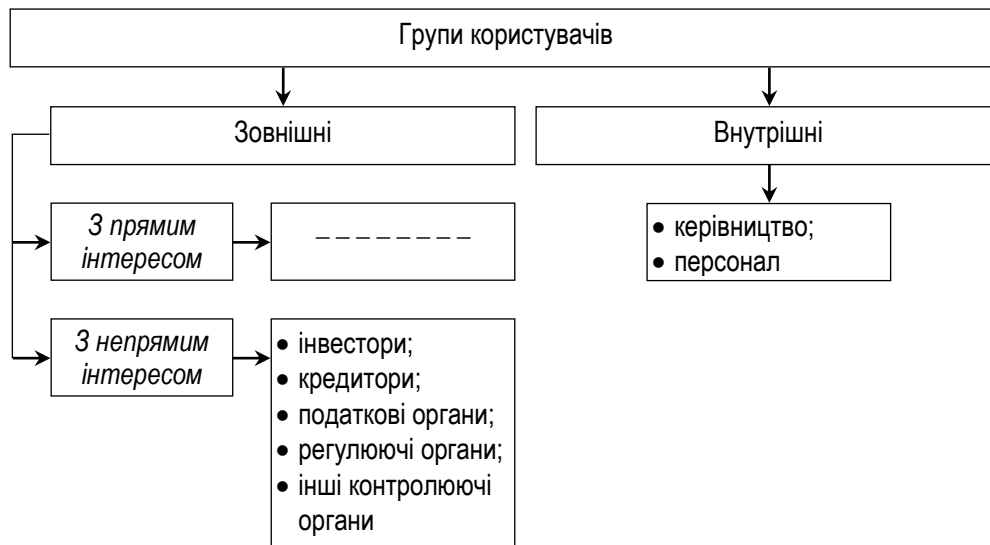 Групи користувачів
Зовнішні
Внутрішні
З прямим
інтересом
_ _ _ _ _ _ _ _
• керівництво;
• персонал
З непрямим
інтересом
• інвестори;
• кредитори;
• податкові органи;
• регулюючі органи;
• інші контролюючі
органи